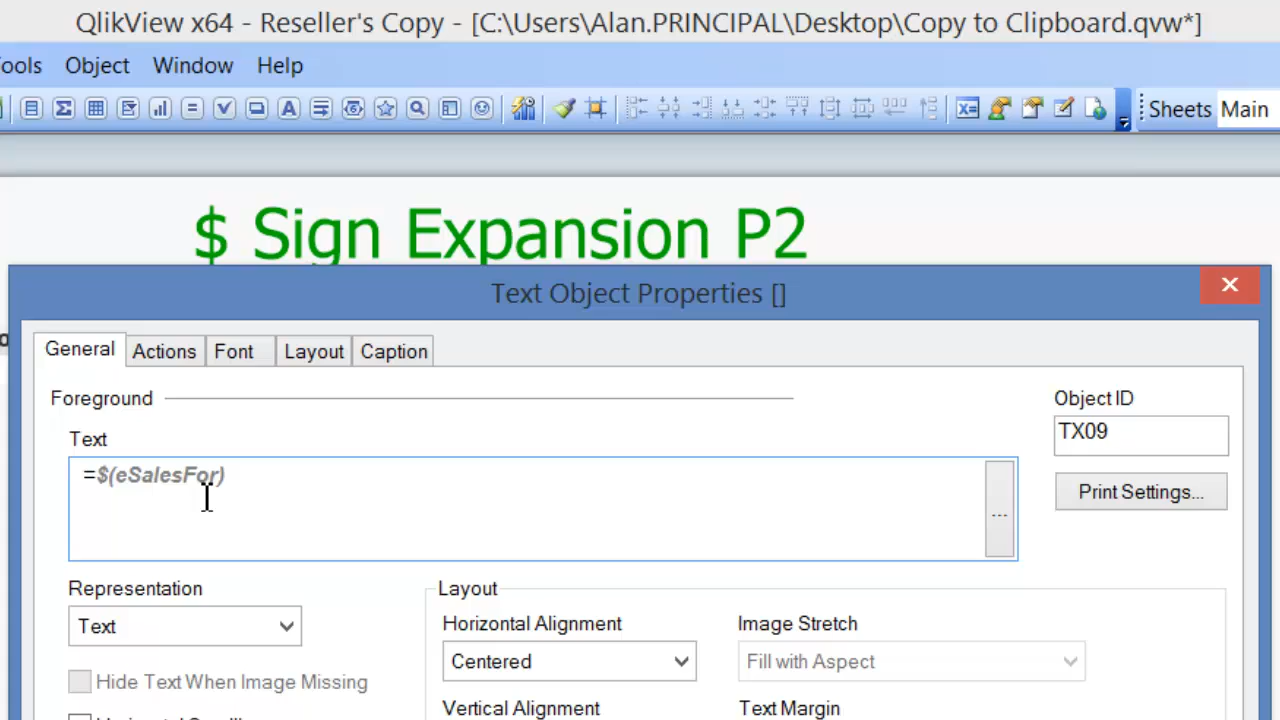 QlikView x64 - Reseller's Copy - [C:\Users\Alan.PRINCIPAL\Desktop\Copy to Clipboard.qvw*]
ools Object Window Help
Sheets Main
$ Sign Expansion P2
Text Object Properties []
General Actions Font Layout Caption
Foreground
Object ID
Text
TX09
=$(eSalesFor)
Print Settings...
...
Representation
Layout
Text
Horizontal Alignment
Image Stretch
Centered
Fill with Aspect
Hide Text When Image Missing
Vertical Alignment
Text Margin